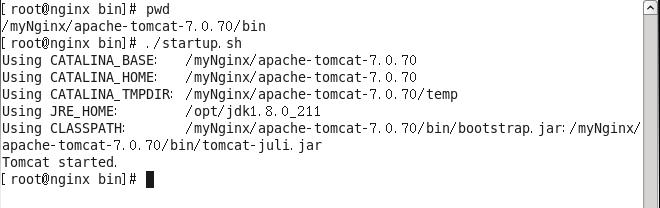 [root@nginx bin]# pwd
/myNginx/apache-tomcat-7.0.70/bin
[root@nginx bin]# ./startup.sh
Using CATALINA_BASE:   /myNginx/apache-tomcat-7.0.70
Using CATALINA_HOME:   /myNginx/apache-tomcat-7.0.70
Using CATALINA_TMPDIR: /myNginx/apache-tomcat-7.0.70/temp
Using JRE_HOME:        /opt/jdk1.8.0_211
Using CLASSPATH:       /myNginx/apache-tomcat-7.0.70/bin/bootstrap.jar:/myNginx/
apache-tomcat-7.0.70/bin/tomcat-juli.jar
Tomcat started.
[root@nginx bin]#